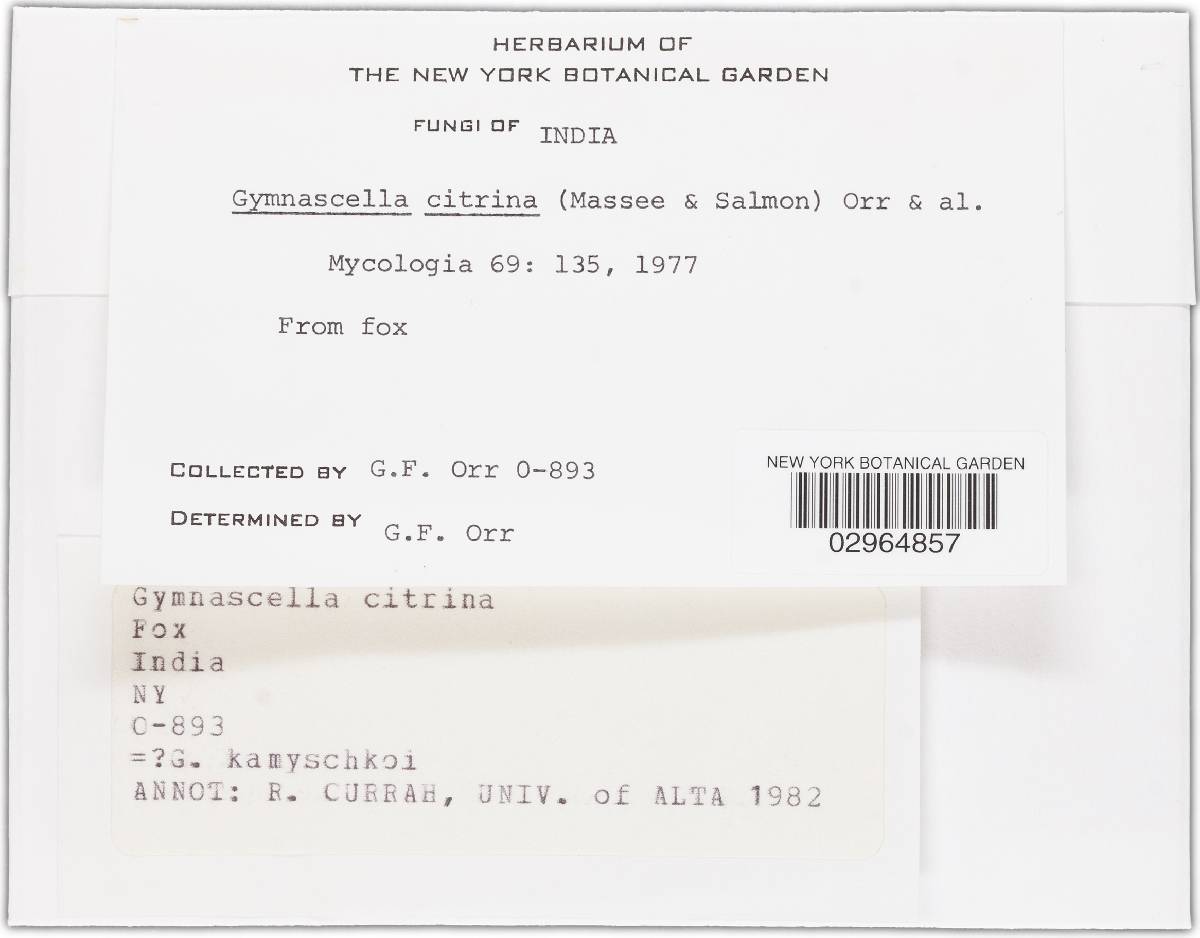 HERBARIUM OF
THE NEW YORK BOTANICAL GARDEN
FUNGI OF INDIA
Gymnascella citrina (Massee & Salmon) Orr & al.
Mycologia 69: 135, 1977
From fox
COLLECTED BY G.F. Orr O-893
DETERMINED BY G.F. Orr
NEW YORK BOTANICAL GARDEN
02964857
Gymnascella citrina
Fox
India
NY
O-893
=?G. kamyschkoi
ANNOT: R. CURRAH, UNIV. of ALTA 1982